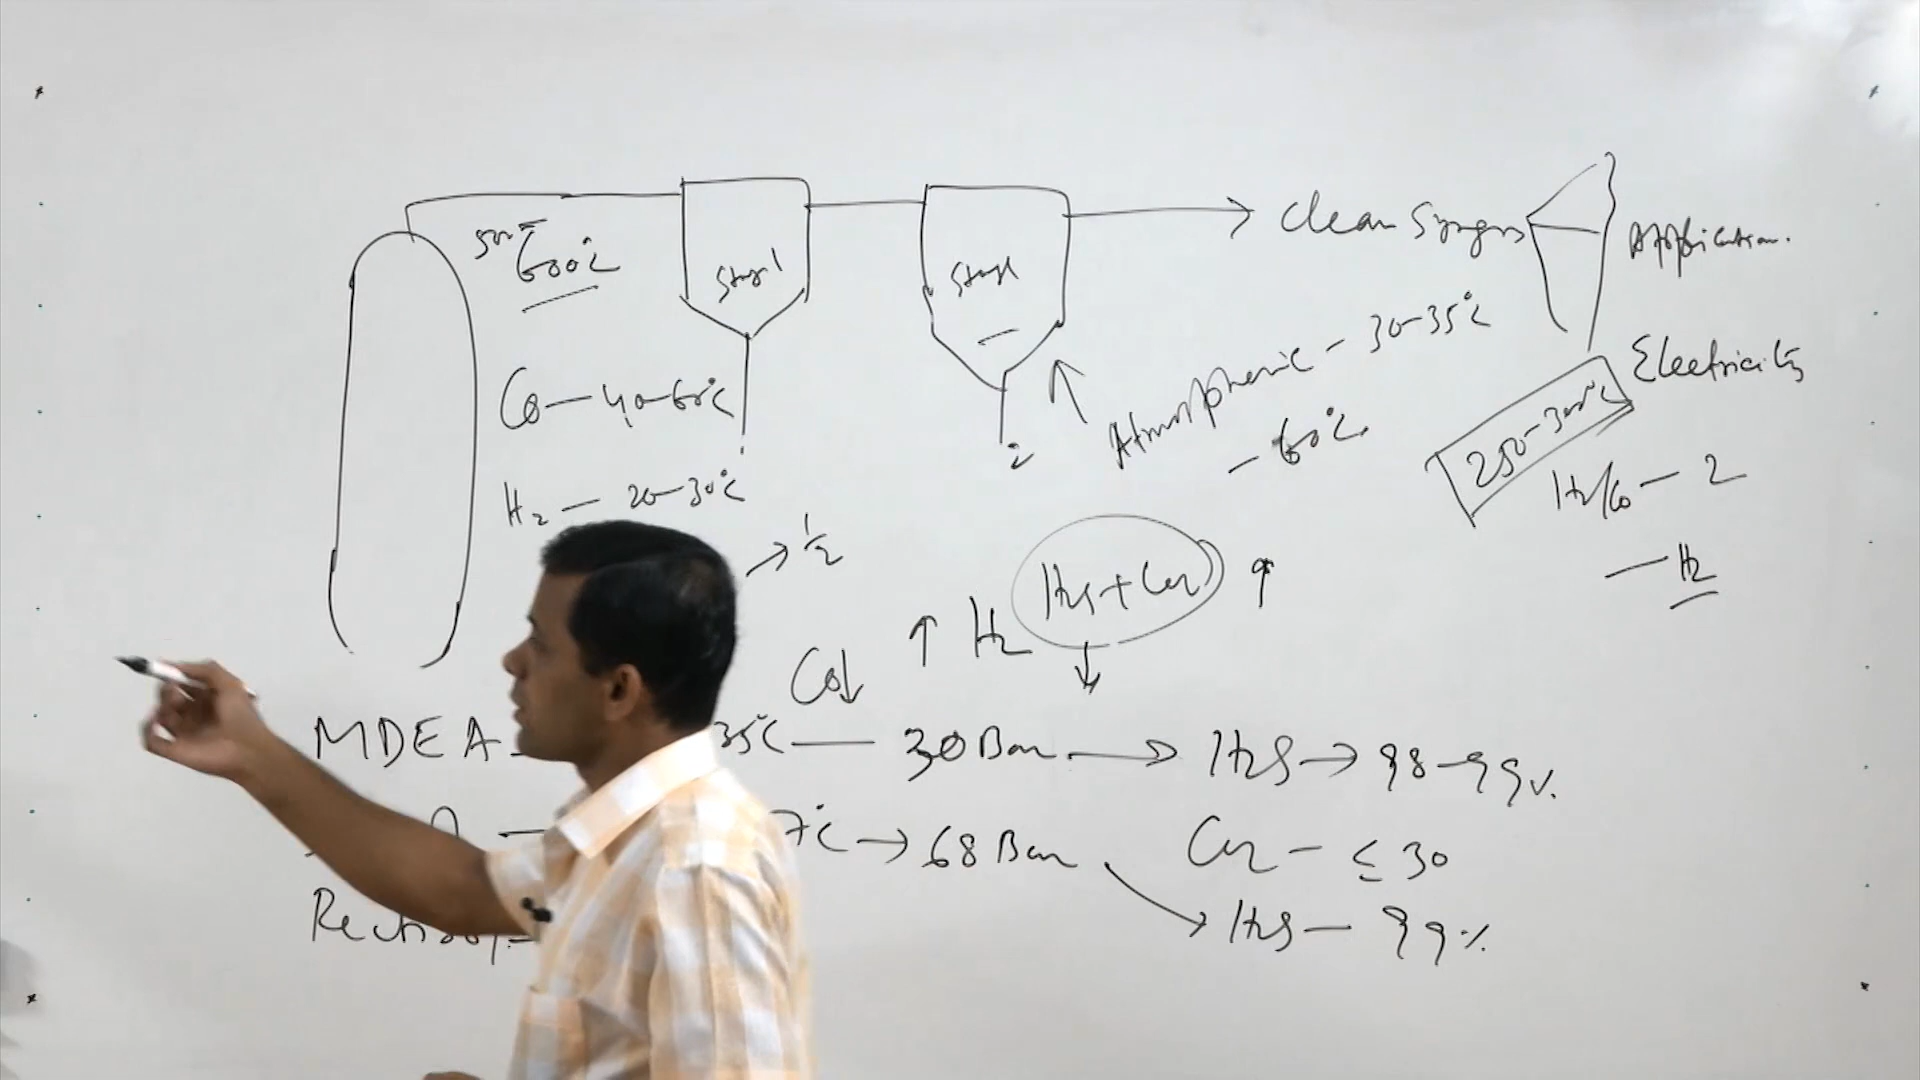 600°C
Stage 1
Stage
Clean Syngas
Application.
CO — 40-60°C
H2 — 20-30°C
Atmospheric - 30-35°C
- 60°C
250-300°C
Electricity
H2/CO - 2
- H2
→ 1/2
CO↓
↑ H2
H2S + CO2 ↑
↓
MDEA
35°C — 30 Bar → H2S → 98-99%
7°C → 68 Bar
CO2 - ≤ 30
Rectisol
→ H2S — 99%